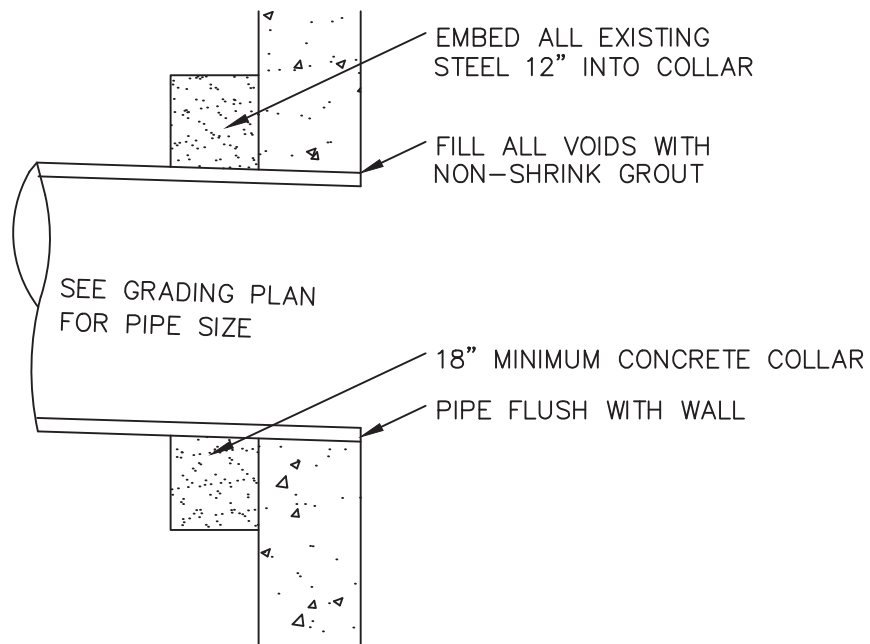 EMBED ALL EXISTING
STEEL 12” INTO COLLAR
FILL ALL VOIDS WITH
NON-SHRINK GROUT
SEE GRADING PLAN
FOR PIPE SIZE
18” MINIMUM CONCRETE COLLAR
PIPE FLUSH WITH WALL